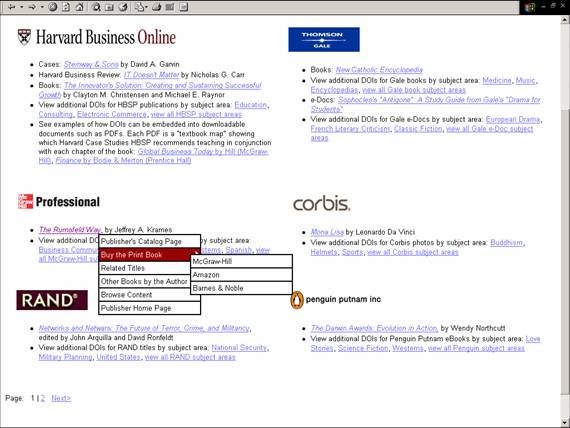 Harvard Business Online
Cases: Steinway & Sons by David A. Garvin
Harvard Business Review: IT Doesn't Matter by Nicholas G. Carr
Books: The Innovator's Solution: Creating and Sustaining Successful
Growth by Clayton M. Christensen and Michael E. Raynor
View additional DOIs for HBSP publications by subject area: Education,
Consulting, Electronic Commerce, view all HBSP subject areas
See examples of how DOIs can be embedded into downloadable
documents such as PDFs. Each PDF is a "textbook map" showing
which Harvard Case Studies HBSP recommends teaching in conjunction
with each chapter of the book: Global Business Today by Hill (McGraw-
Hill), Finance by Bodie & Merton (Prentice Hall)
THOMSON
GALE
Books: New Catholic Encyclopedia
View additional DOIs for Gale books by subject area: Medicine, Music,
Encyclopedias, view all Gale book subject areas
e-Docs: Sophocles's "Antigone": A Study Guide from Gale's "Drama for
Students"
View additional DOIs for Gale e-Docs by subject area: European Drama,
French Literary Criticism, Classic Fiction, view all Gale e-Doc subject
areas
Mc
Graw
Hill
Professional
The Rumsfeld Way, by Jeffrey A. Krames
View additional DO by subject area:
Business Commu stems, Spanish, view
all McGraw-Hill su
Publisher's Catalog Page
Buy the Print Book
Related Titles
Other Books by the Author
Browse Content
Publisher Home Page
McGraw-Hill
Amazon
Barnes & Noble
corbis.
Mona Lisa by Leonardo Da Vinci
View additional DOIs for Corbis photos by subject area: Buddhism,
Helmets, Sports, view all Corbis subject areas
RAND
Networks and Netwars: The Future of Terror, Crime, and Militancy,
edited by John Arquilla and David Ronfeldt
View additional DOIs for RAND titles by subject area: National Security,
Military Planning, United States, view all RAND subject areas
penguin putnam inc
The Darwin Awards: Evolution in Action, by Wendy Northcutt
View additional DOIs for Penguin Putnam eBooks by subject area: Love
Stories, Science Fiction, Westerns, view all Penguin subject areas
Page: 1 | 2 Next>